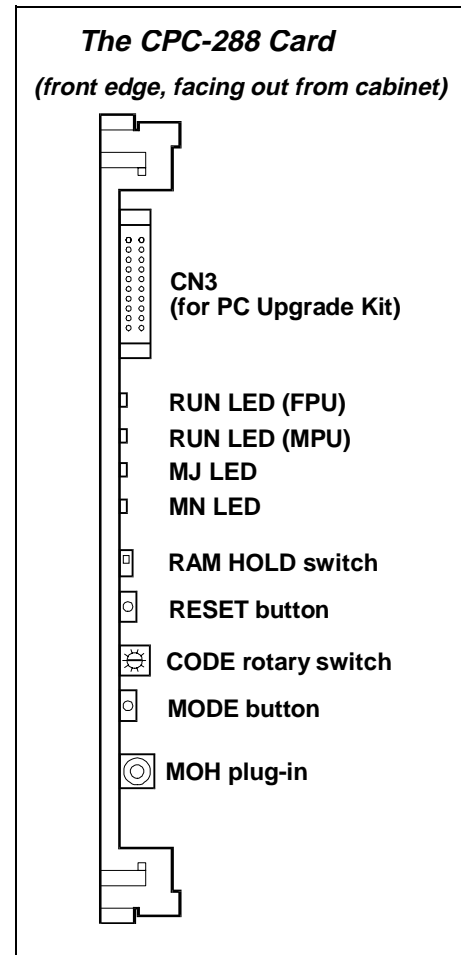 The CPC-288 Card
(front edge, facing out from cabinet)
CN3
(for PC Upgrade Kit)
RUN LED (FPU)
RUN LED (MPU)
MJ LED
MN LED
RAM HOLD switch
RESET button
CODE rotary switch
MODE button
MOH plug-in